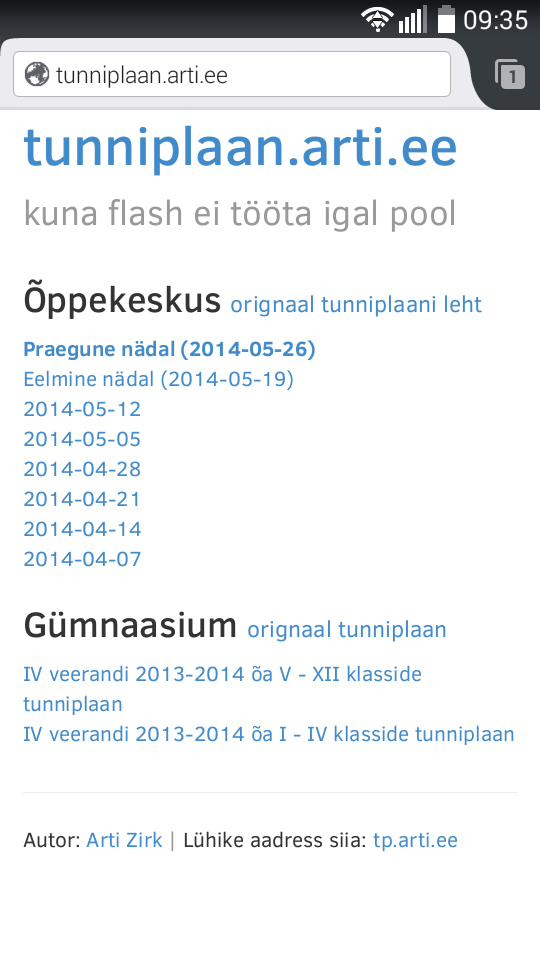 09:35
tunniplaan.arti.ee
1
tunniplaan.arti.ee
kuna flash ei tööta igal pool
Õppekeskus orignaal tunniplaani leht
Praegune nädal (2014-05-26)
Eelmine nädal (2014-05-19)
2014-05-12
2014-05-05
2014-04-28
2014-04-21
2014-04-14
2014-04-07
Gümnaasium orignaal tunniplaan
IV veerandi 2013-2014 õa V - XII klasside
tunniplaan
IV veerandi 2013-2014 õa I - IV klasside tunniplaan
Autor: Arti Zirk | Lühike aadress siia: tp.arti.ee